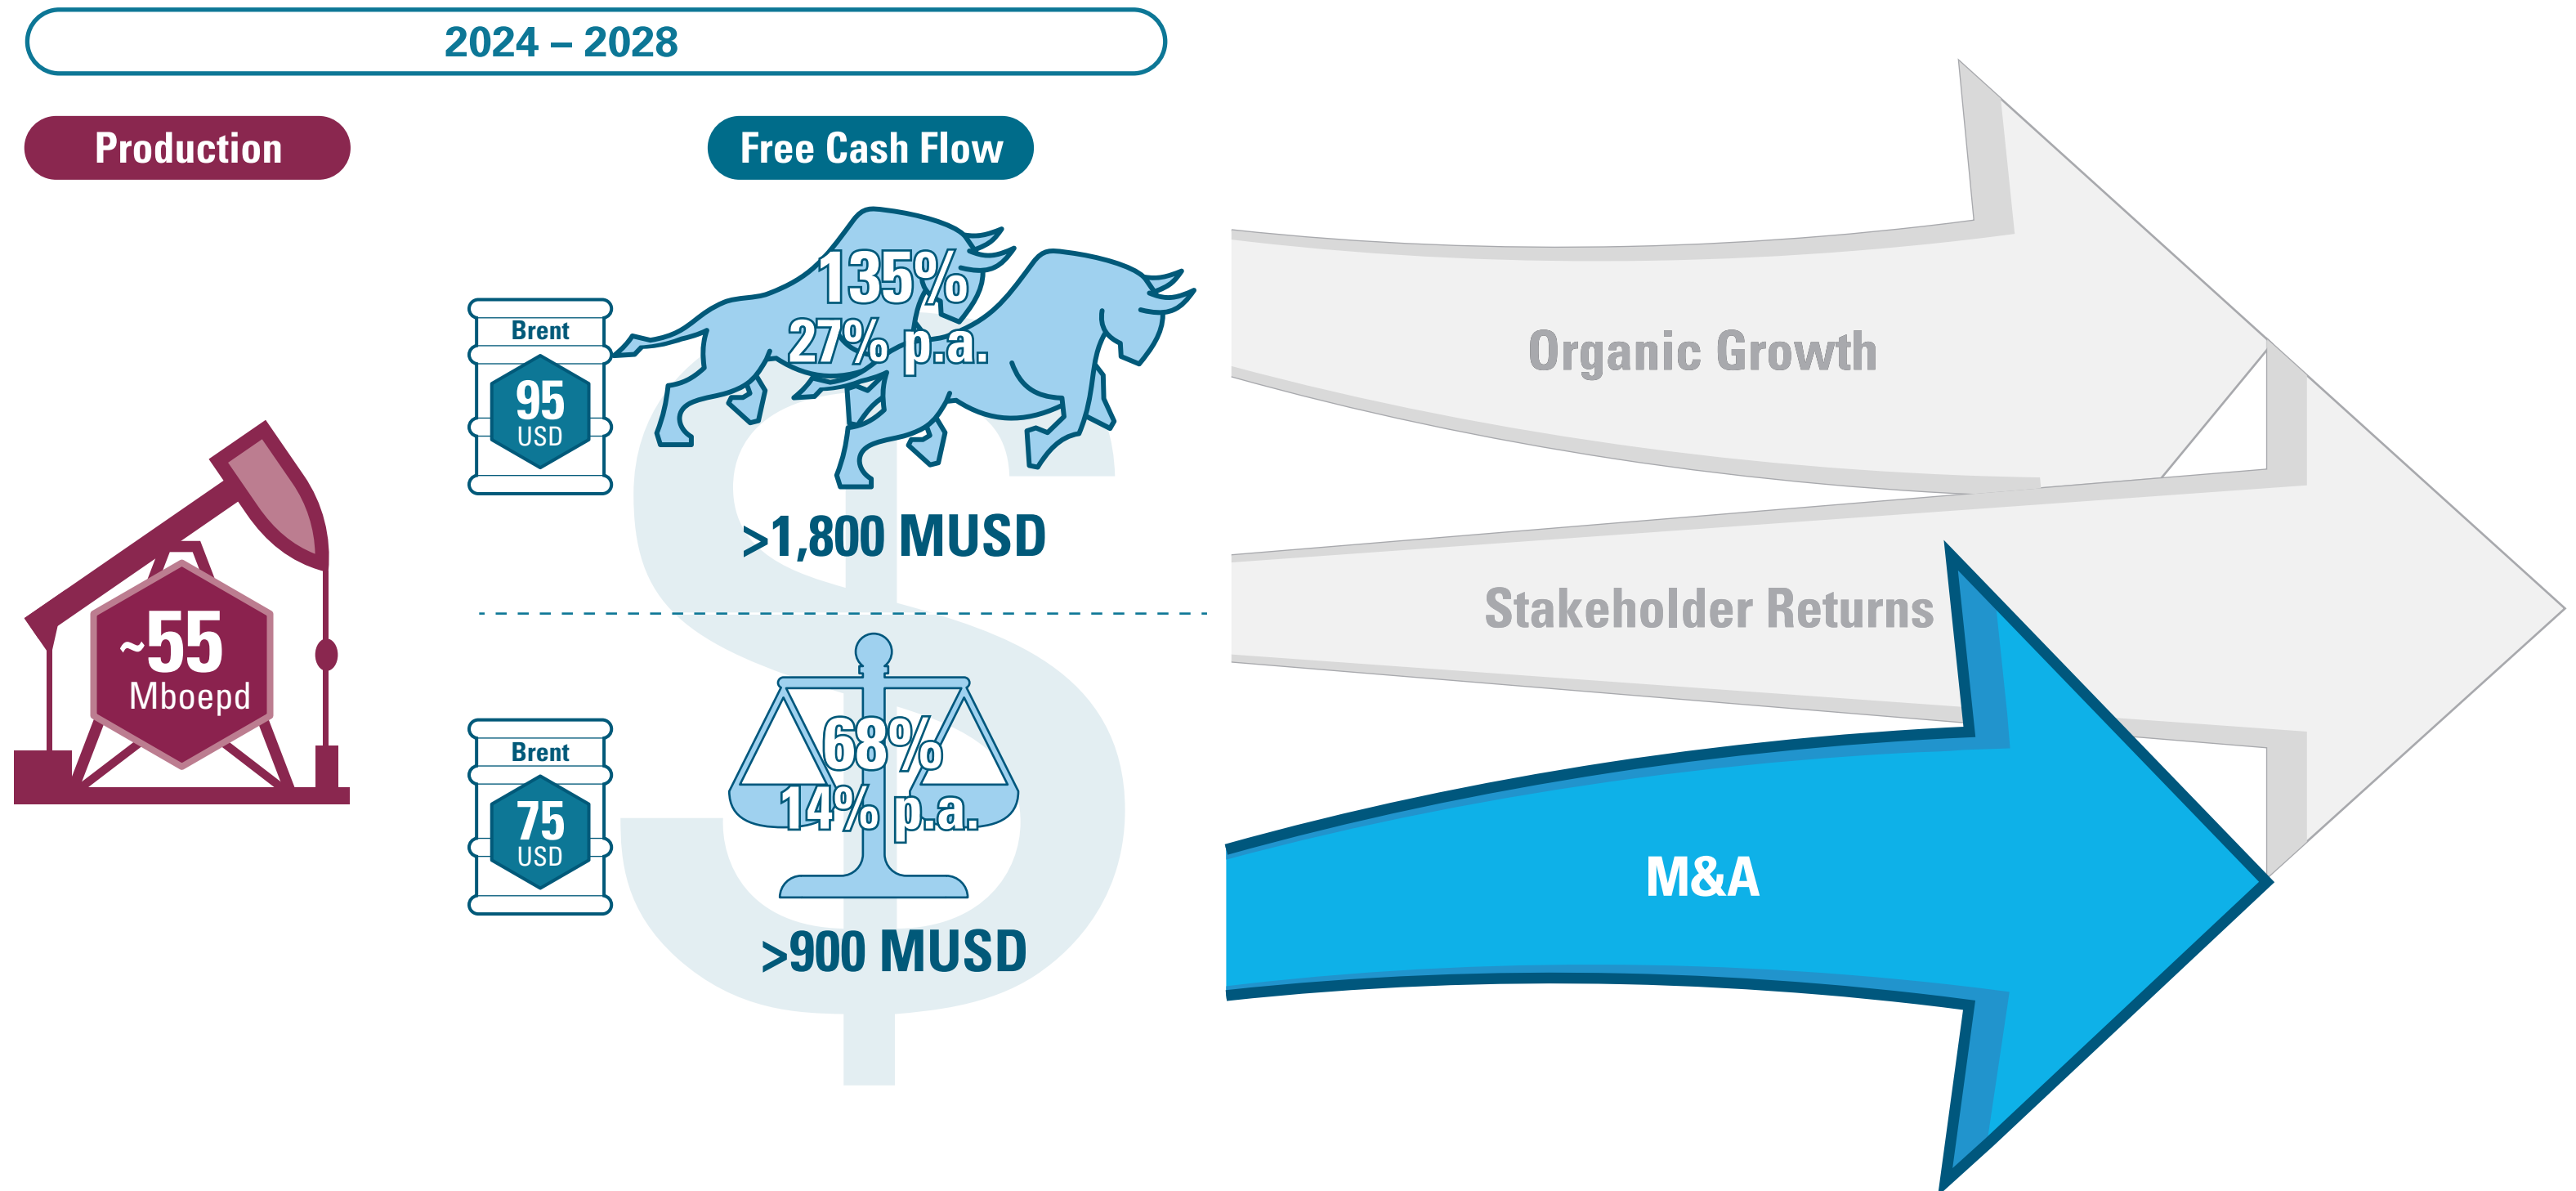 2024 – 2028
Production
Free Cash Flow
Brent
95
USD
135%
27% p.a.
>1,800 MUSD
~55
Mboepd
Brent
75
USD
68%
14% p.a.
>900 MUSD
Organic Growth
Stakeholder Returns
M&A